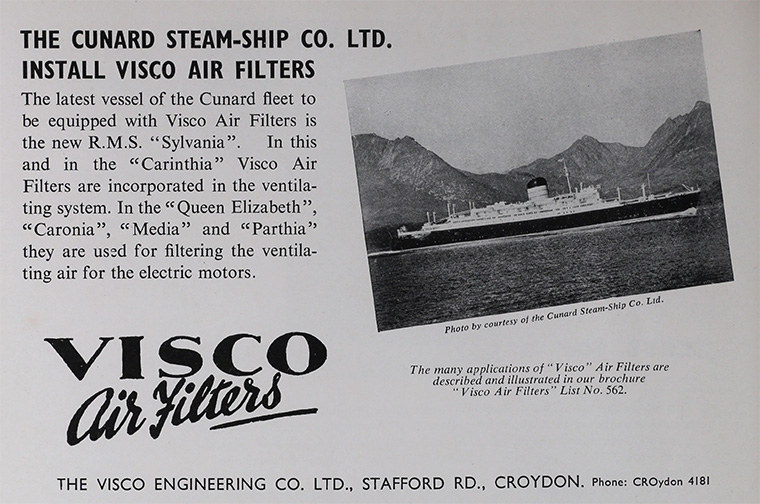 THE CUNARD STEAM-SHIP CO. LTD.
INSTALL VISCO AIR FILTERS
The latest vessel of the Cunard fleet to
be equipped with Visco Air Filters is
the new R.M.S. "Sylvania". In this
and in the "Carinthia" Visco Air
Filters are incorporated in the ventila-
ting system. In the "Queen Elizabeth",
"Caronia", "Media" and "Parthia"
they are used for filtering the ventila-
ting air for the electric motors.
Photo by courtesy of the Cunard Steam-Ship Co. Ltd.
VISCO
Air Filters
The many applications of "Visco" Air Filters are
described and illustrated in our brochure
"Visco Air Filters" List No. 562.
THE VISCO ENGINEERING CO. LTD., STAFFORD RD., CROYDON. Phone: CROydon 4181